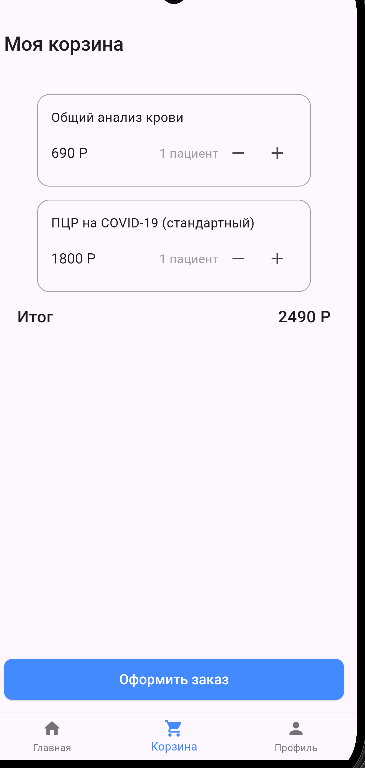 Моя корзина
Общий анализ крови
690 Р 1 пациент − +
ПЦР на COVID-19 (стандартный)
1800 Р 1 пациент − +
Итог 2490 Р
Оформить заказ
Главная Корзина Профиль